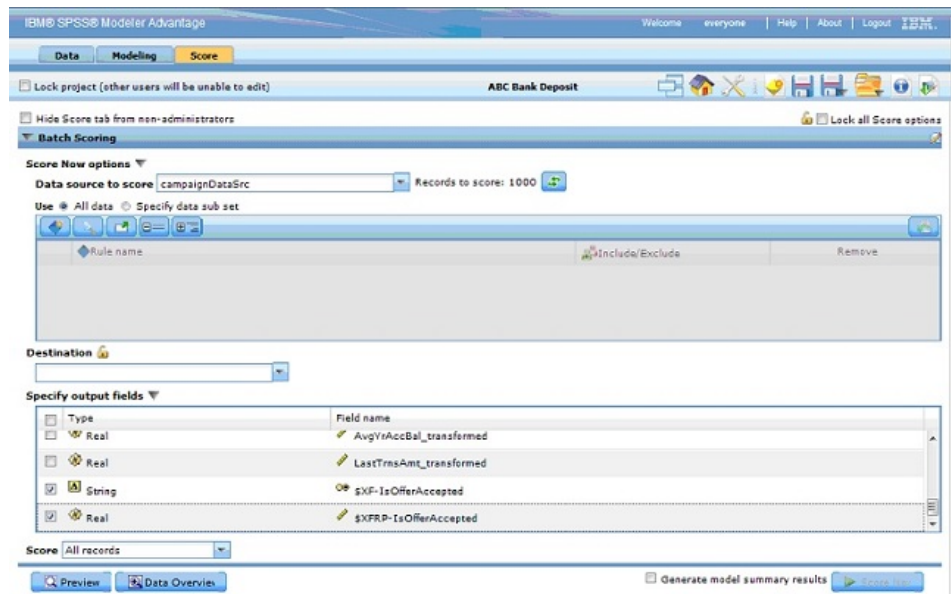 IBM® SPSS® Modeler Advantage
Welcome everyone | Help | About | Logout IBM.
Data Modeling Score
Lock project (other users will be unable to edit) ABC Bank Deposit
Hide Score tab from non-administrators Lock all Score options
Batch Scoring
Score Now options
Data source to score campaignDataSrc Records to score: 1000
Use All data Specify data sub set
Rule name Include/Exclude Remove
Destination
Specify output fields
Type Field name
Real AvgYrAccBal_transformed
Real LastTrnsAmt_transformed
String $XF-IsOfferAccepted
Real $XFRP-IsOfferAccepted
Score All records
Preview Data Overview Generate model summary results Score